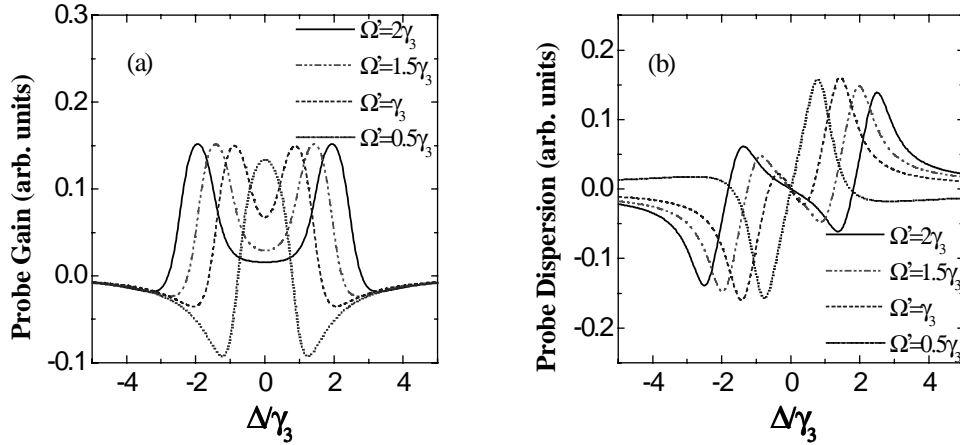 0.3
0.2
0.1
0.0
-0.1
-4 -2 0 2 4
Δ/γ₃
Probe Gain (arb. units)
(a)
Ω'=2γ₃
Ω'=1.5γ₃
Ω'=γ₃
Ω'=0.5γ₃
0.2
0.1
0.0
-0.1
-0.2
-4 -2 0 2 4
Δ/γ₃
Probe Dispersion (arb. units)
(b)
Ω'=2γ₃
Ω'=1.5γ₃
Ω'=γ₃
Ω'=0.5γ₃